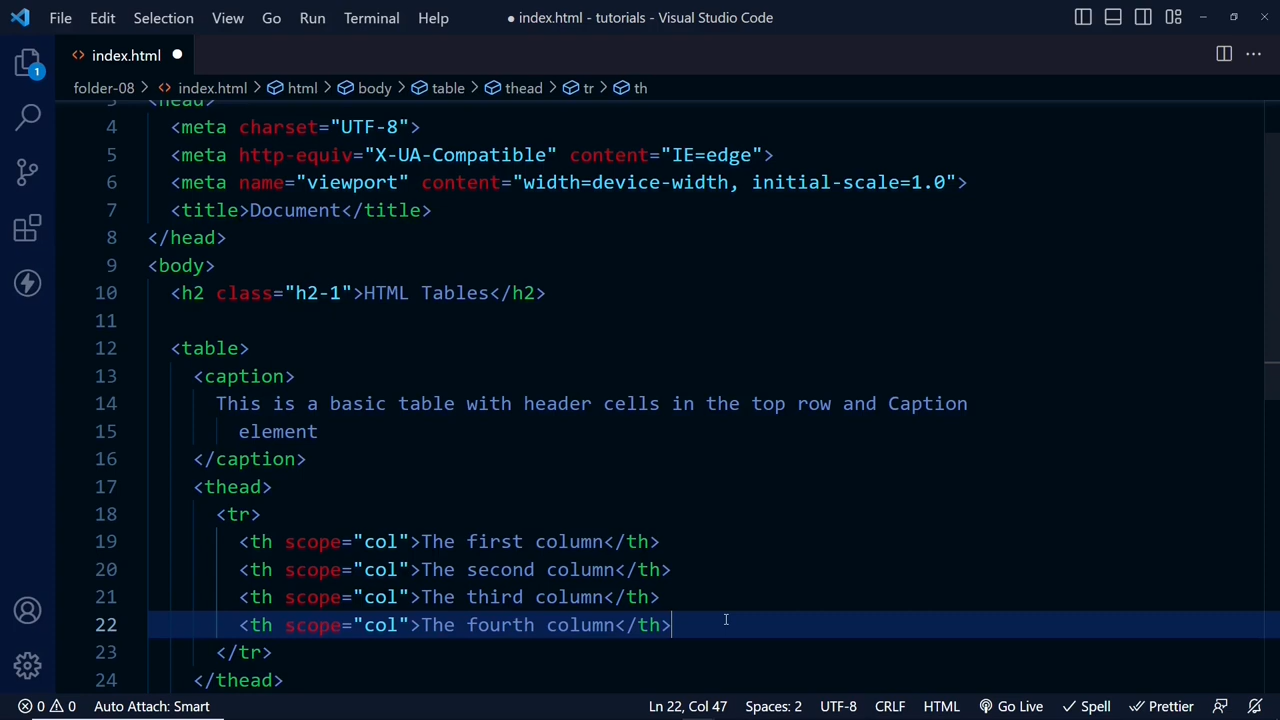 File Edit Selection View Go Run Terminal Help
● index.html - tutorials - Visual Studio Code
index.html
1
folder-08 > index.html > html > body > table > thead > tr > th
3 <head>
4 <meta charset="UTF-8">
5 <meta http-equiv="X-UA-Compatible" content="IE=edge">
6 <meta name="viewport" content="width=device-width, initial-scale=1.0">
7 <title>Document</title>
8 </head>
9 <body>
10 <h2 class="h2-1">HTML Tables</h2>
11
12 <table>
13 <caption>
14 This is a basic table with header cells in the top row and Caption
15 element
16 </caption>
17 <thead>
18 <tr>
19 <th scope="col">The first column</th>
20 <th scope="col">The second column</th>
21 <th scope="col">The third column</th>
22 <th scope="col">The fourth column</th>
23 </tr>
24 </thead>
0 0 Auto Attach: Smart Ln 22, Col 47 Spaces: 2 UTF-8 CRLF HTML Go Live Spell Prettier